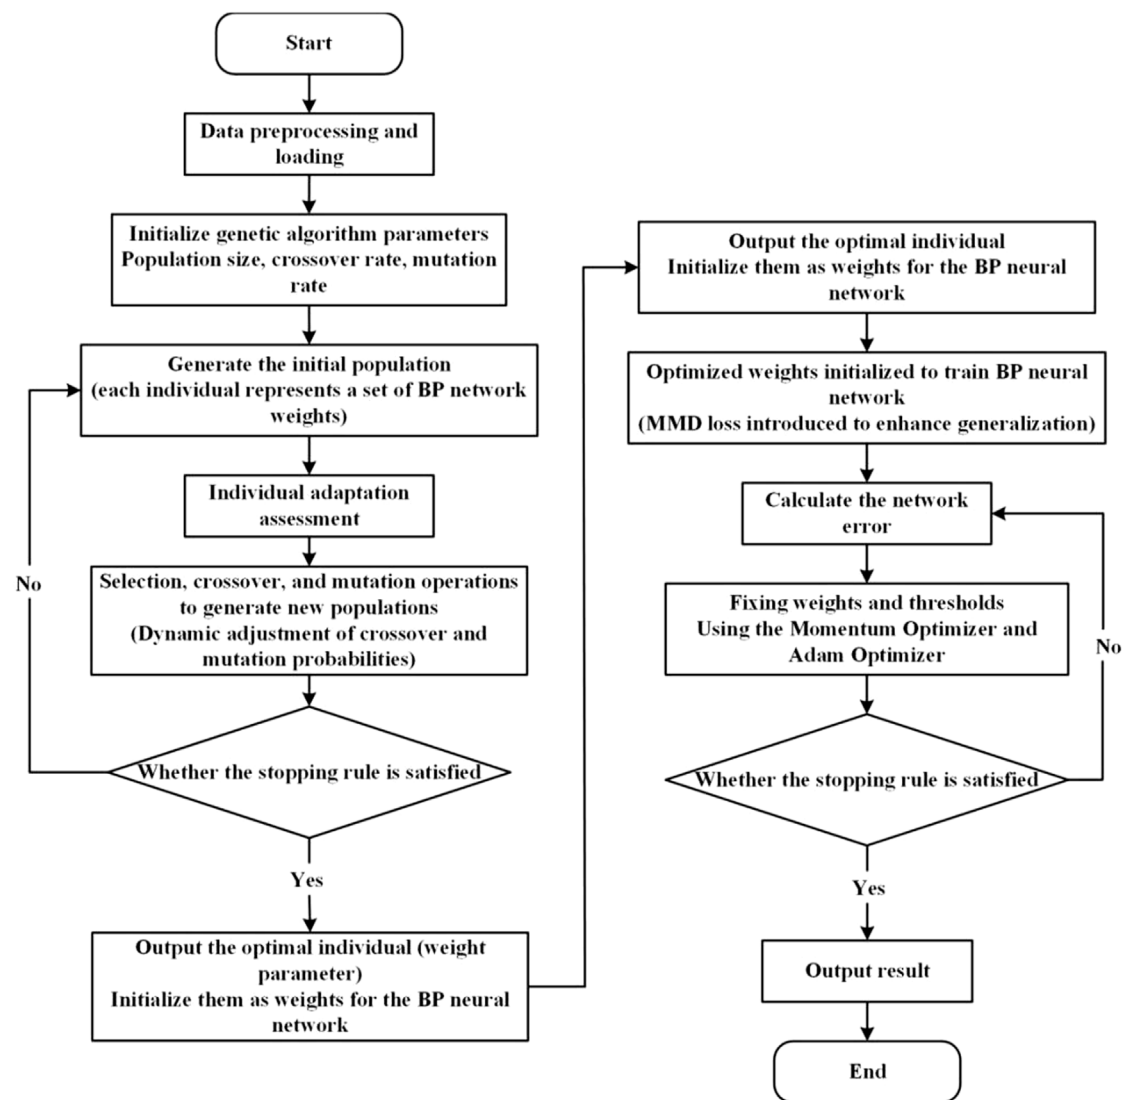 Start
Data preprocessing and
loading
Initialize genetic algorithm parameters
Population size, crossover rate, mutation
rate
Generate the initial population
(each individual represents a set of BP network
weights)
Individual adaptation
assessment
Selection, crossover, and mutation operations
to generate new populations
(Dynamic adjustment of crossover and
mutation probabilities)
No
Whether the stopping rule is satisfied
Yes
Output the optimal individual (weight
parameter)
Initialize them as weights for the BP neural
network
Output the optimal individual
Initialize them as weights for the BP neural
network
Optimized weights initialized to train BP neural
network
(MMD loss introduced to enhance generalization)
Calculate the network
error
Fixing weights and thresholds
Using the Momentum Optimizer and
Adam Optimizer
No
Whether the stopping rule is satisfied
Yes
Output result
End